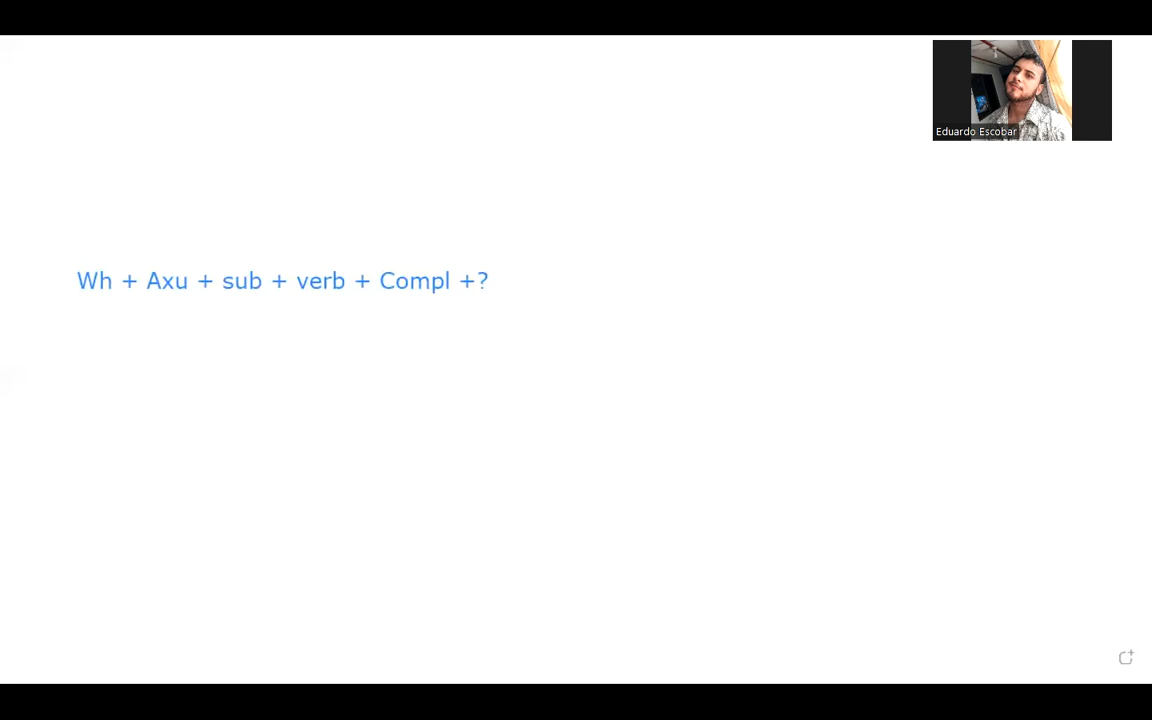 Eduardo Escobar
Wh + Axu + sub + verb + Compl +?